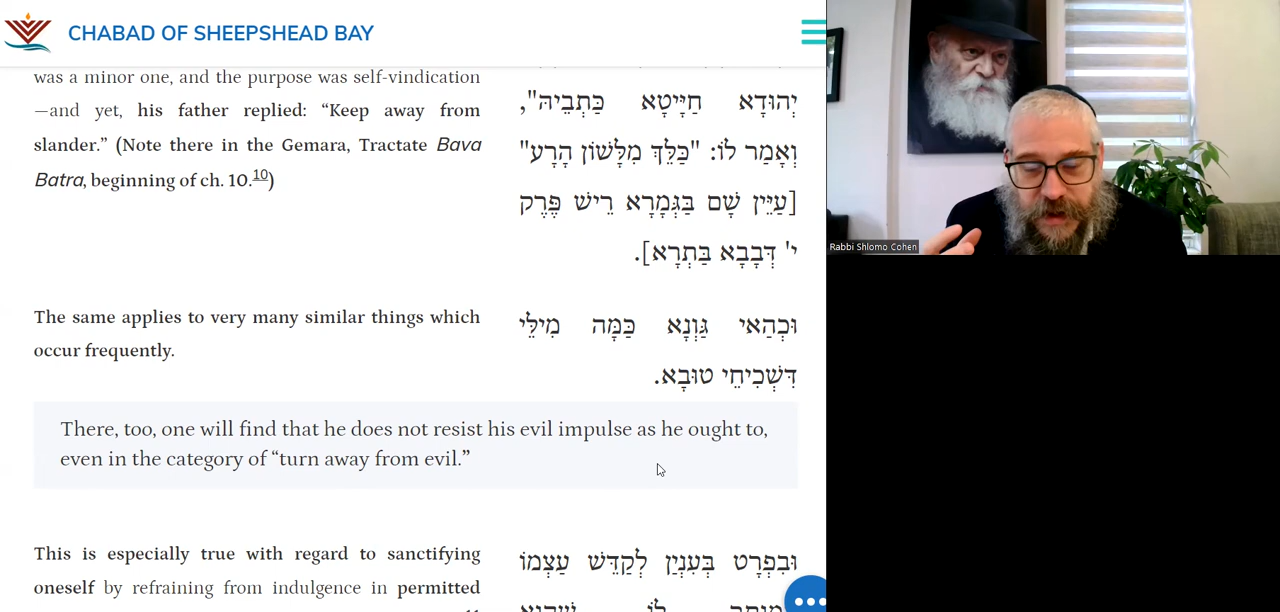 CHABAD OF SHEEPSHEAD BAY
was a minor one, and the purpose was self-vindication
—and yet, his father replied: “Keep away from
slander.” (Note there in the Gemara, Tractate Bava
Batra, beginning of ch. 10.10)
יְהוּדָא חַיָּיטָא כַּתְבֵיהּ",
וְאָמַר לוֹ: "כַּלֵּךְ מִלָּשׁוֹן הָרָע"
[עַיֵּין שָׁם בַּגְּמָרָא רֵישׁ פֶּרֶק
י' דְּבָבָא בַּתְרָא].
The same applies to very many similar things which
occur frequently.
וּכְהַאי גַּוְונָא כַּמָּה מִילֵּי
דִּשְׁכִיחֵי טוּבָא.
There, too, one will find that he does not resist his evil impulse as he ought to,
even in the category of “turn away from evil.”
This is especially true with regard to sanctifying
oneself by refraining from indulgence in permitted
וּבִפְרָט בְּעִנְיַן לְקַדֵּשׁ עַצְמוֹ
Rabbi Shlomo Cohen